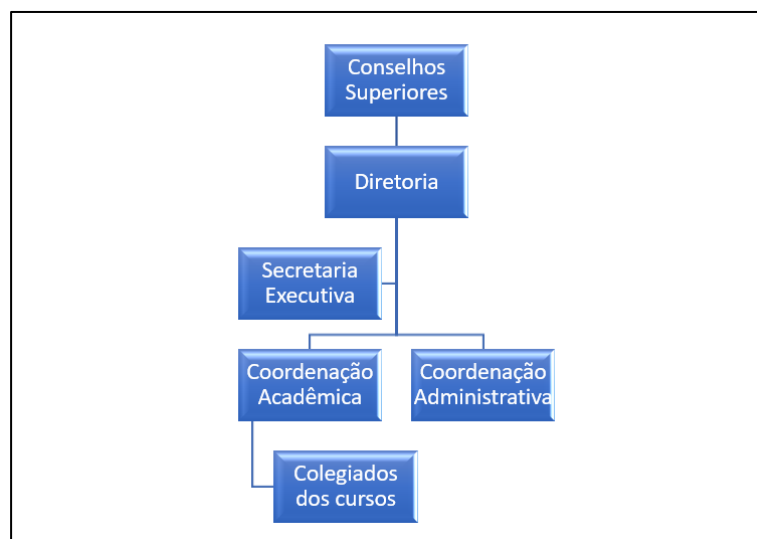 Conselhos
Superiores
Diretoria
Secretaria
Executiva
Coordenação
Acadêmica
Coordenação
Administrativa
Colegiados
dos cursos